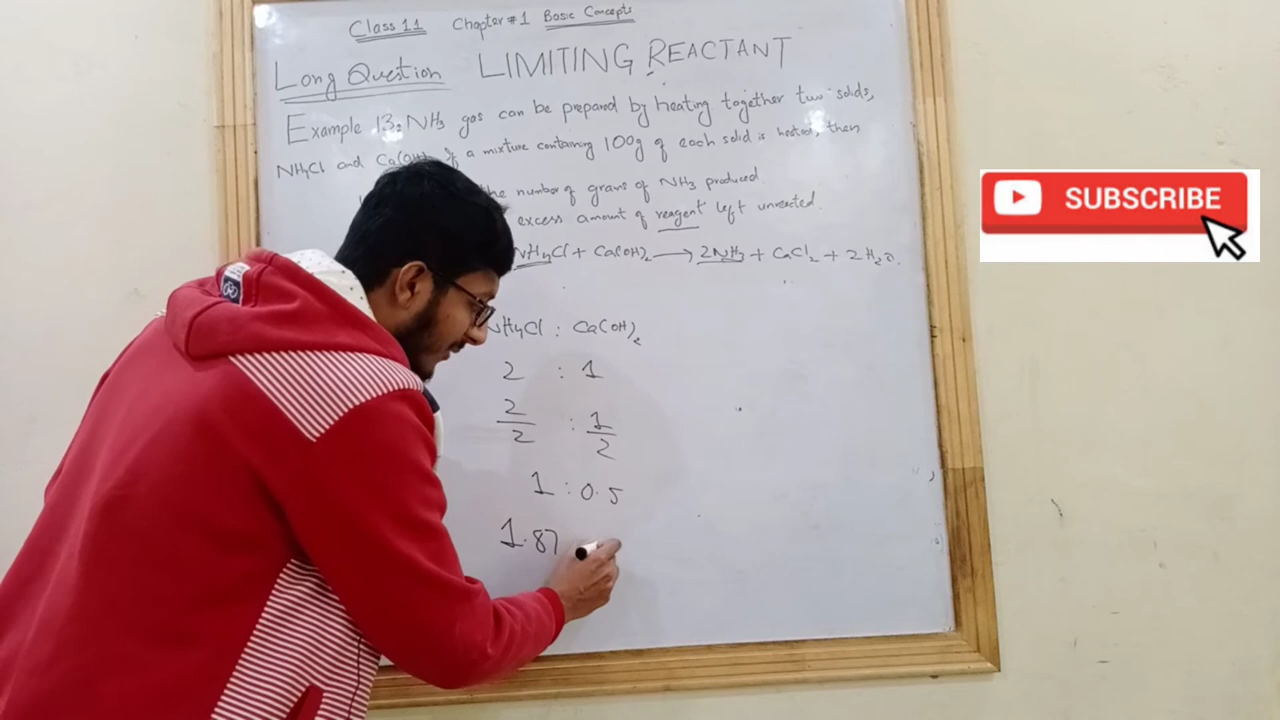 Class 11 Chapter #1 Basic Concepts
Long Question LIMITING REACTANT
Example 13: NH3 gas can be prepared by heating together two solids,
NH4Cl and Ca(OH) If a mixture containing 100g of each solid is heated, then
the number of grams of NH3 produced
excess amount of reagent left unreacted.
NH4Cl + Ca(OH)2 → 2NH3 + CaCl2 + 2H2O.
NH4Cl : Ca(OH)2
2 : 1
2/2 : 1/2
1 : 0.5
1.87
SUBSCRIBE